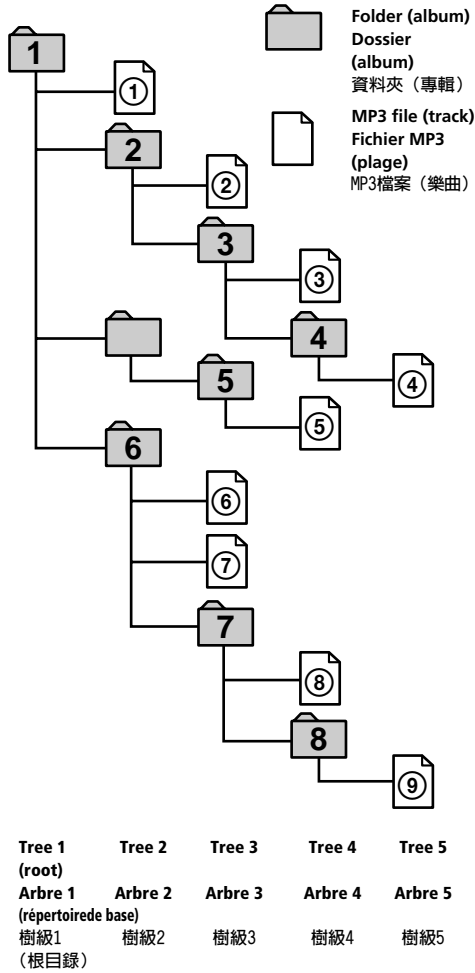 Folder (album)
Dossier
(album)
資料夾（專輯）
MP3 file (track)
Fichier MP3
(plage)
MP3檔案（樂曲）
1
①
2
②
3
③
4
④
5
⑤
6
⑥
⑦
7
⑧
8
⑨
Tree 1 Tree 2 Tree 3 Tree 4 Tree 5
(root)
Arbre 1 Arbre 2 Arbre 3 Arbre 4 Arbre 5
(répertoirede base)
樹級1 樹級2 樹級3 樹級4 樹級5
（根目錄）